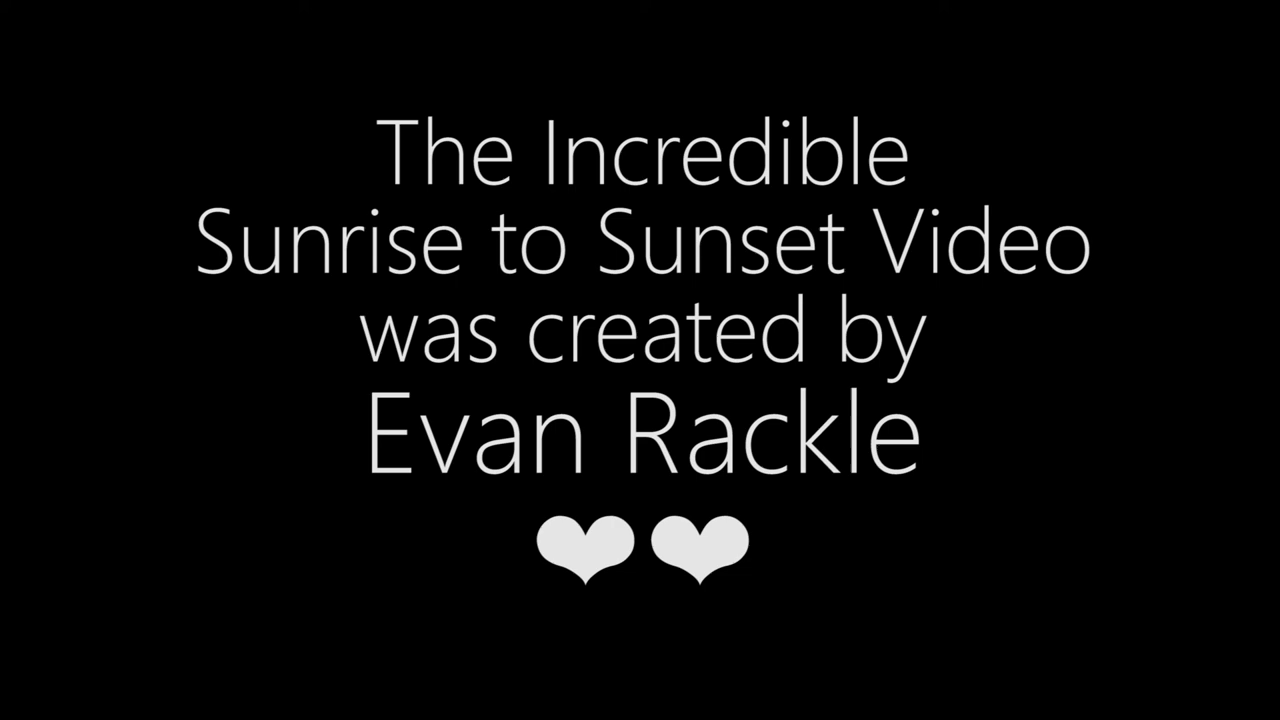 The Incredible
Sunrise to Sunset Video
was created by
Evan Rackle
❤❤